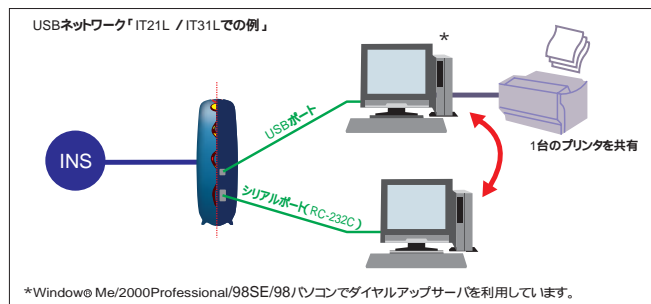 USBネットワーク「IT21L / IT31Lでの例」
*
USBポート
INS
1台のプリンタを共有
シリアルポート(RC-232C)
*Window® Me/2000Professional/98SE/98パソコンでダイヤルアップサーバを利用しています。